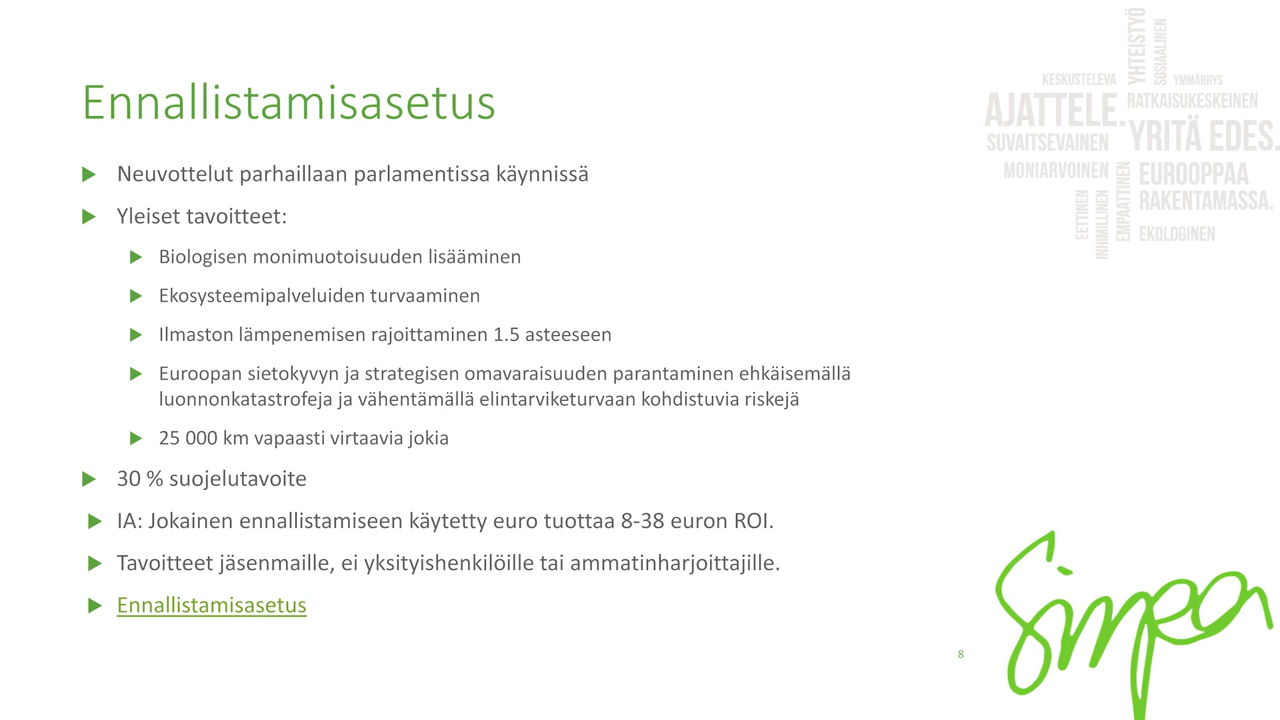 Ennallistamisasetus
Neuvottelut parhaillaan parlamentissa käynnissä
Yleiset tavoitteet:
Biologisen monimuotoisuuden lisääminen
Ekosysteemipalveluiden turvaaminen
Ilmaston lämpenemisen rajoittaminen 1.5 asteeseen
Euroopan sietokyvyn ja strategisen omavaraisuuden parantaminen ehkäisemällä
luonnonkatastrofeja ja vähentämällä elintarviketurvaan kohdistuvia riskejä
25 000 km vapaasti virtaavia jokia
30 % suojelutavoite
IA: Jokainen ennallistamiseen käytetty euro tuottaa 8-38 euron ROI.
Tavoitteet jäsenmaille, ei yksityishenkilöille tai ammatinharjoittajille.
Ennallistamisasetus
YHTEISTYÖ
SOSIAALINEN
KESKUSTELEVA
YMMÄRRYS
AJATTELE.
RATKAISUKESKEINEN
SUVAITSEVAINEN
YRITÄ EDES.
MONIARVOINEN
EUROOPPAA
RAKENTAMASSA.
EETTINEN
INHIMILLINEN
EMPAATTINEN
EKOLOGINEN
8
Sirpa